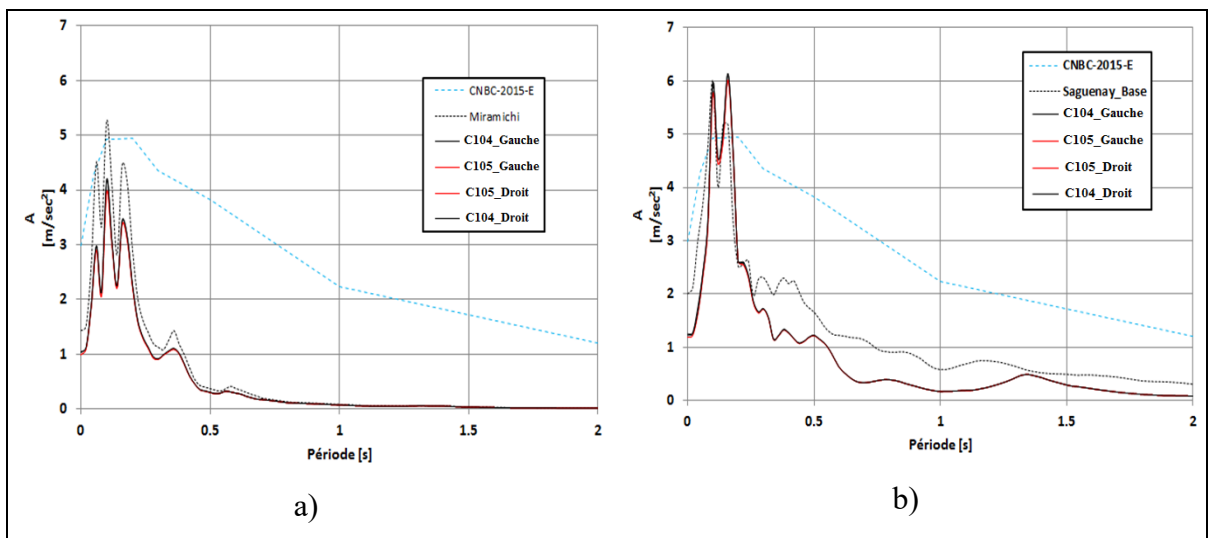 7
6
5
4
3
2
1
0
A
[m/sec²]
0
0.5
1
1.5
2
Période [s]
CNBC-2015-E
Miramichi
C104_Gauche
C105_Gauche
C105_Droit
C104_Droit
a)
7
6
5
4
3
2
1
0
A
[m/sec²]
0
0.5
1
1.5
2
Période [s]
CNBC-2015-E
Saguenay_Base
C104_Gauche
C105_Gauche
C105_Droit
C104_Droit
b)